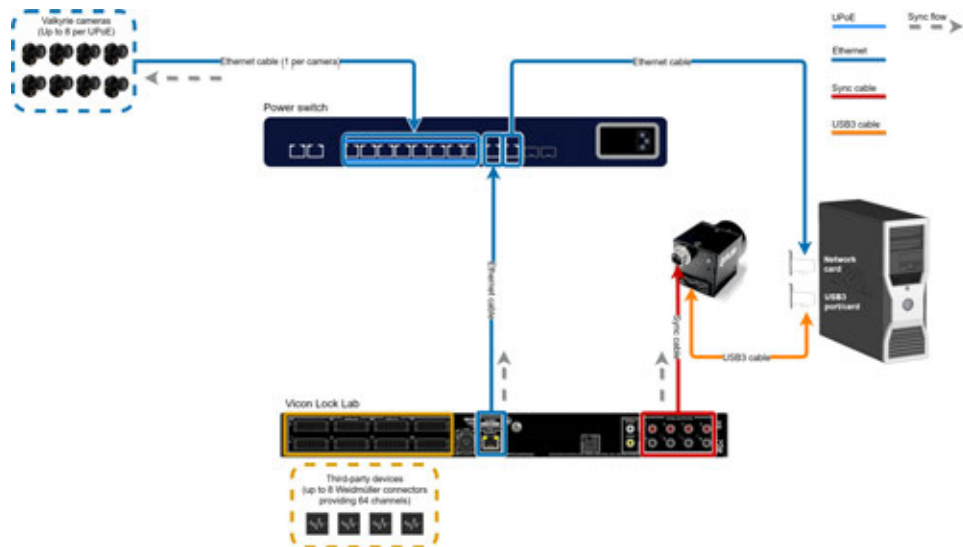 Valkyrie cameras
(Up to 8 per UPoE)
Ethernet cable (1 per camera)
Ethernet cable
UPoE
Sync flow
Ethernet
Sync cable
USB3 cable
Power switch
Network
card
USB3
port/card
Ethernet cable
Sync cable
USB3 cable
Vicon Lock Lab
Third-party devices
(up to 8 Weidmüller connectors
providing 64 channels)